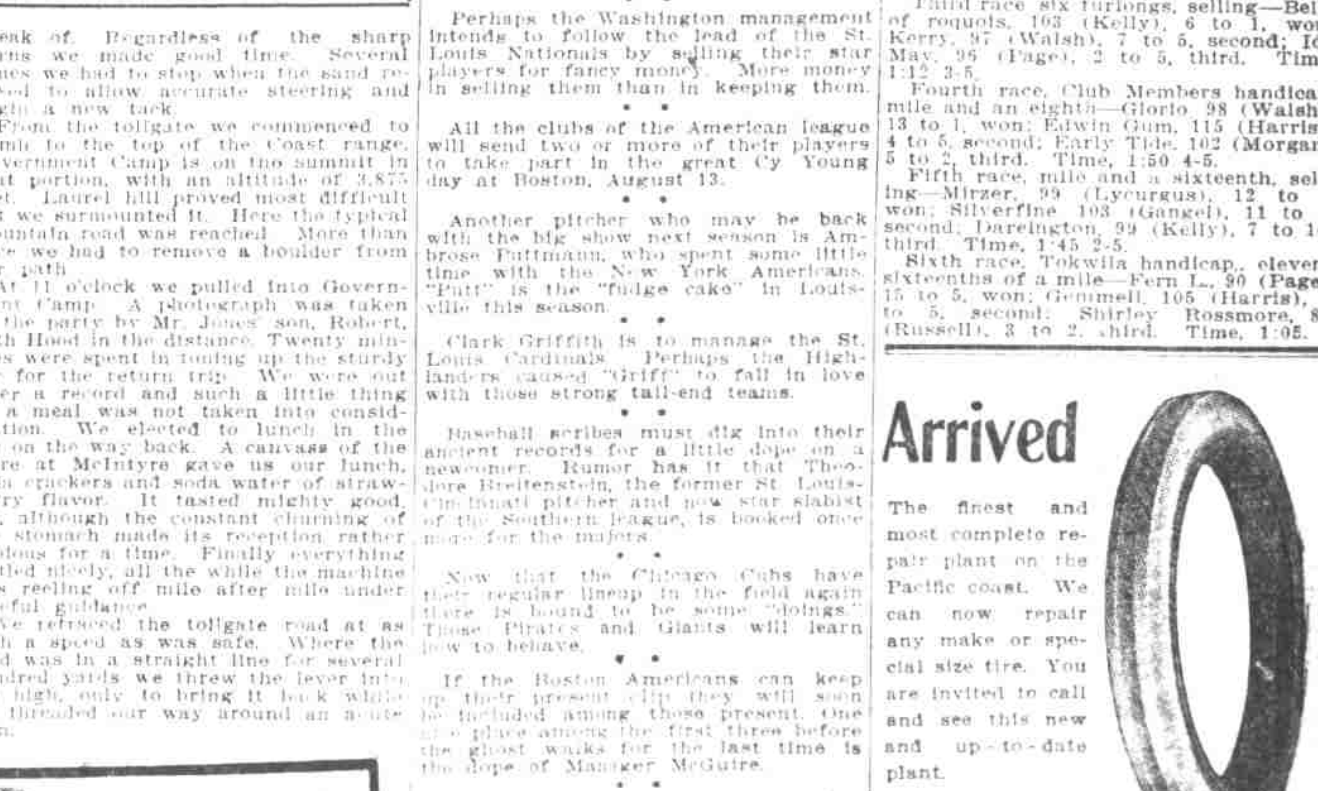 eak of. Regardless of the sharp
rns we made good time. Several
nes we had to stop when the sand re-
sed to allow accurate steering and
gin a new tack.
From the tollgate we commenced to
mb to the top of the Coast range.
vernment Camp is on the summit in
at portion, with an altitude of 3,875
et. Laurel hill proved most difficult
t we surmounted it. Here the typical
ountain road was reached. More than
ce we had to remove a boulder from
r path
At 11 o'clock we pulled into Govern-
nt Camp. A photograph was taken
the party by Mr. Jones' son, Robert,
th Hood in the distance. Twenty min-
es were spent in toning up the sturdy
for the return trip. We were out
er a record and such a little thing
a meal was not taken into consid-
ation. We elected to lunch in the
on the way back. A canvass of the
re at McIntyre gave us our lunch,
a crackers and soda water of straw-
ry flavor. It tasted mighty good,
, although the constant churning of
stomach made its reception rather
lous for a time. Finally everything
tled nicely, all the while the machine
s reeling off mile after mile under
eful guidance.
We retraced the tollgate road at as
h a speed as was safe. Where the
d was in a straight line for several
ndred yards we threw the lever into
high, only to bring it back while
threaded our way around an acute
n.
Perhaps the Washington management
intends to follow the lead of the St.
Louis Nationals by selling their star
players for fancy money. More money
in selling them than in keeping them.
* *
All the clubs of the American league
will send two or more of their players
to take part in the great Cy Young
day at Boston, August 13.
* *
Another pitcher who may be back
with the big show next season is Am-
brose Puttmann, who spent some little
time with the New York Americans.
"Putt" is the "fudge cake" in Louis-
ville this season.
* *
Clark Griffith is to manage the St.
Louis Cardinals. Perhaps the High-
landers caused "Griff" to fall in love
with those strong tail-end teams.
* *
Baseball scribes must dig into their
ancient records for a little dope on a
newcomer. Rumor has it that Theo-
dore Breitenstein, the former St. Louis-
Cincinnati pitcher and now star slabist
of the Southern league, is booked once
more for the majors.
* *
Now that the Chicago Cubs have
their regular lineup in the field again
there is bound to be some "doings."
Those Pirates and Giants will learn
how to behave.
* *
If the Boston Americans can keep
up their present clip they will soon
be included among those present. One
place among the first three before
the ghost walks for the last time is
the dope of Manager McGuire.
* *
Third race six furlongs, selling—Bel
of roquois, 103 (Kelly), 6 to 1, won
Kerry, 97 (Walsh), 7 to 5, second; Id
May, 96 (Page), 2 to 5, third. Tim
1:12 3-5.
Fourth race, Club Members handica
mile and an eighth—Glorio 98 (Walsh
13 to 1, won; Edwin Gum, 115 (Harris
4 to 5, second; Early Tide, 102 (Morgan
5 to 2, third. Time, 1:50 4-5.
Fifth race, mile and a sixteenth, sel
ing—Mirzer, 99 (Lycurgus), 12 to
won; Silverfine 103 (Gangel), 11 to
second; Darelngton, 99 (Kelly), 7 to 1
third. Time, 1:45 2-5.
Sixth race, Tokwila handicap,, eleven
sixteenths of a mile—Fern L., 90 (Page
15 to 5, won; Gemmell, 105 (Harris),
to 5, second; Shirley Rossmore, 8
(Russell), 3 to 2, third. Time, 1:05.
Arrived
The finest and
most complete re-
pair plant on the
Pacific coast. We
can now repair
any make or spe-
cial size tire. You
are invited to call
and see this new
and up-to-date
plant.